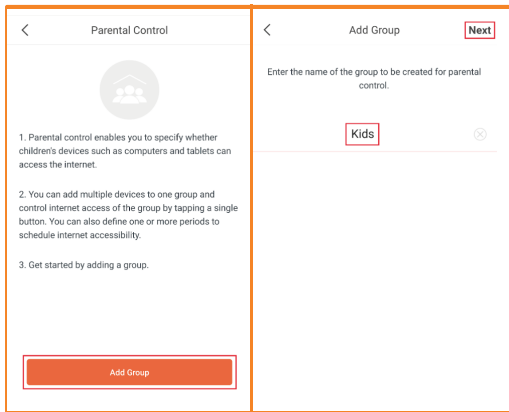 Parental Control
1. Parental control enables you to specify whether
children's devices such as computers and tablets can
access the internet.
2. You can add multiple devices to one group and
control internet access of the group by tapping a single
button. You can also define one or more periods to
schedule internet accessibility.
3. Get started by adding a group.
Add Group
Add Group
Next
Enter the name of the group to be created for parental
control.
Kids